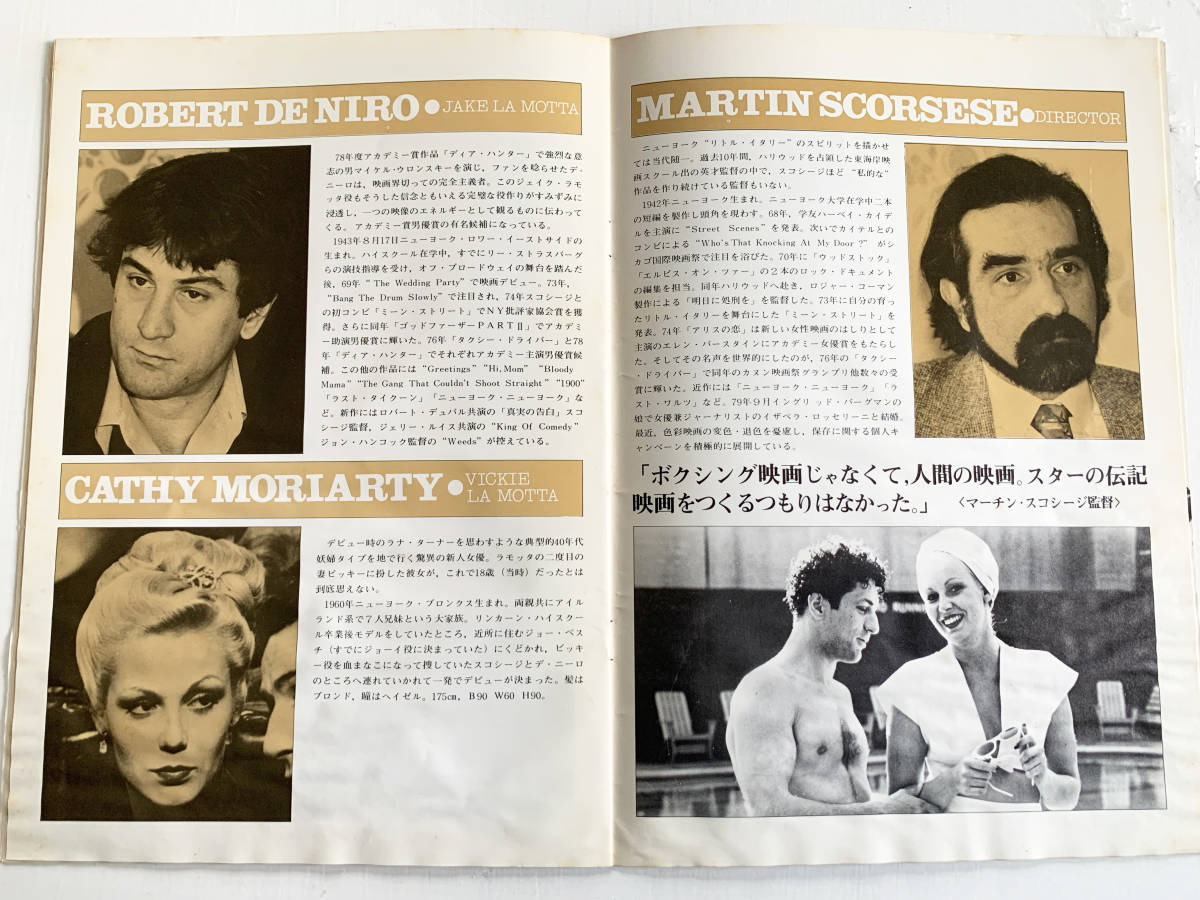 ROBERT DE NIRO●JAKE LA MOTTA
78年度アカデミー賞作品「ディア・ハンター」で強烈な意
志の男マイケル・ウロンスキーを演じ，ファンを唸らせたデ・
ニーロは，映画界切っての完全主義者。このジェイク・ラモ
ッタ役もそうした信念ともいえる完璧な役作りがすみずみに
浸透し，一つの映像のエネルギーとして観るものに伝わって
くる。アカデミー賞男優賞の有名候補になっている。
1943年8月17日ニューヨーク・ロワー・イーストサイドの
生まれ。ハイスクール在学中，すでにリー・ストラスバーグ
らの演技指導を受け，オフ・ブロードウェイの舞台を踏んだ
後，69年“The Wedding Party”で映画デビュー。73年，
“Bang The Drum Slowly”で注目され，74年スコシージと
の初コンビ「ミーン・ストリート」でNY批評家協会賞を獲
得。さらに同年「ゴッドファーザーPARTⅡ」でアカデミ
ー助演男優賞に輝いた。76年「タクシー・ドライバー」と78
年「ディア・ハンター」でそれぞれアカデミー主演男優賞候
補。この他の作品には“Greetings”“Hi, Mom”“Bloody
Mama”“The Gang That Couldn't Shoot Straight”“1900”
「ラスト・タイクーン」「ニューヨーク・ニューヨーク」な
ど。新作にはロバート・デュバル共演の「真実の告白」スコ
シージ監督，ジェリー・ルイス共演の“King Of Comedy”
ジョン・ハンコック監督の“Weeds”が控えている。
CATHY MORIARTY●VICKIE
LA MOTTA
デビュー時のラナ・ターナーを思わすような典型的40年代
妖婦タイプを地で行く驚異の新人女優。ラモッタの二度目の
妻ビッキーに扮した彼女が，これで18歳（当時）だったとは
到底思えない。
1960年ニューヨーク・ブロンクス生まれ。両親共にアイル
ランド系で7人兄妹という大家族。リンカーン・ハイスクー
ル卒業後モデルをしていたところ，近所に住むジョー・ペス
チ（すでにジョーイ役に決まっていた）にくどかれ，ビッキ
ー役を血まなこになって捜していたスコシージとデ・ニーロ
のところへ連れていかれて一発でデビューが決まった。髪は
ブロンド，瞳はヘイゼル。175cm，B90 W60 H90。
MARTIN SCORSESE●DIRECTOR
ニューヨーク“リトル・イタリー”のスピリットを描かせ
ては当代随一。過去10年間，ハリウッドを占領した東海岸映
画スクール出の英才監督の中で，スコシージほど“私的な”
作品を作り続けている監督もいない。
1942年ニューヨーク生まれ。ニューヨーク大学在学中二本
の短編を製作し頭角を現わす。68年，学友ハーベイ・カイデ
ルを主演に“Street Scenes”を発表。次いでカイテルとの
コンビによる“Who's That Knocking At My Door?”がシ
カゴ国際映画祭で注目を浴びた。70年に「ウッドストック」
「エルビス・オン・ツアー」の2本のロック・ドキュメント
の編集を担当。同年ハリウッドへ赴き，ロジャー・コーマン
製作による「明日に処刑を」を監督した。73年に自分の育っ
たリトル・イタリーを舞台にした「ミーン・ストリート」を
発表。74年「アリスの恋」は新しい女性映画のはしりとして
主演のエレン・バースタインにアカデミー女優賞をもたらし
た。そしてその名声を世界的にしたのが，76年の「タクシー
・ドライバー」で同年のカヌン映画祭グランプリ他数々の受
賞に輝いた。近作には「ニューヨーク・ニューヨーク」「ラ
スト・ワルツ」など。79年9月イングリッド・バーグマンの
娘で女優兼ジャーナリストのイザベラ・ロッセリーニと結婚。
最近，色彩映画の変色・退色を憂慮し，保存に関する個人キ
ャンペーンを積極的に展開している。
「ボクシング映画じゃなくて，人間の映画。スターの伝記
映画をつくるつもりはなかった。」〈マーチン・スコシージ監督〉